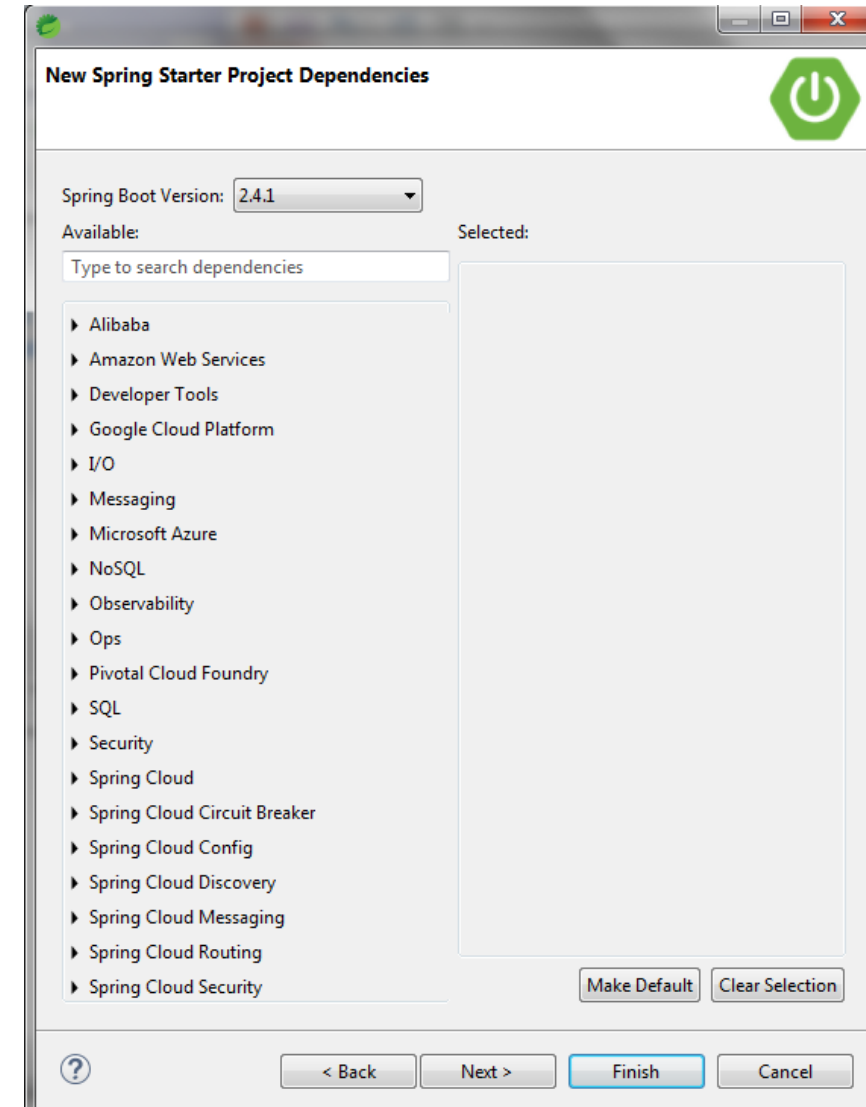 New Spring Starter Project Dependencies
Spring Boot Version: 2.4.1
Available:
Selected:
Type to search dependencies
Alibaba
Amazon Web Services
Developer Tools
Google Cloud Platform
I/O
Messaging
Microsoft Azure
NoSQL
Observability
Ops
Pivotal Cloud Foundry
SQL
Security
Spring Cloud
Spring Cloud Circuit Breaker
Spring Cloud Config
Spring Cloud Discovery
Spring Cloud Messaging
Spring Cloud Routing
Spring Cloud Security
Make Default Clear Selection
? < Back Next > Finish Cancel